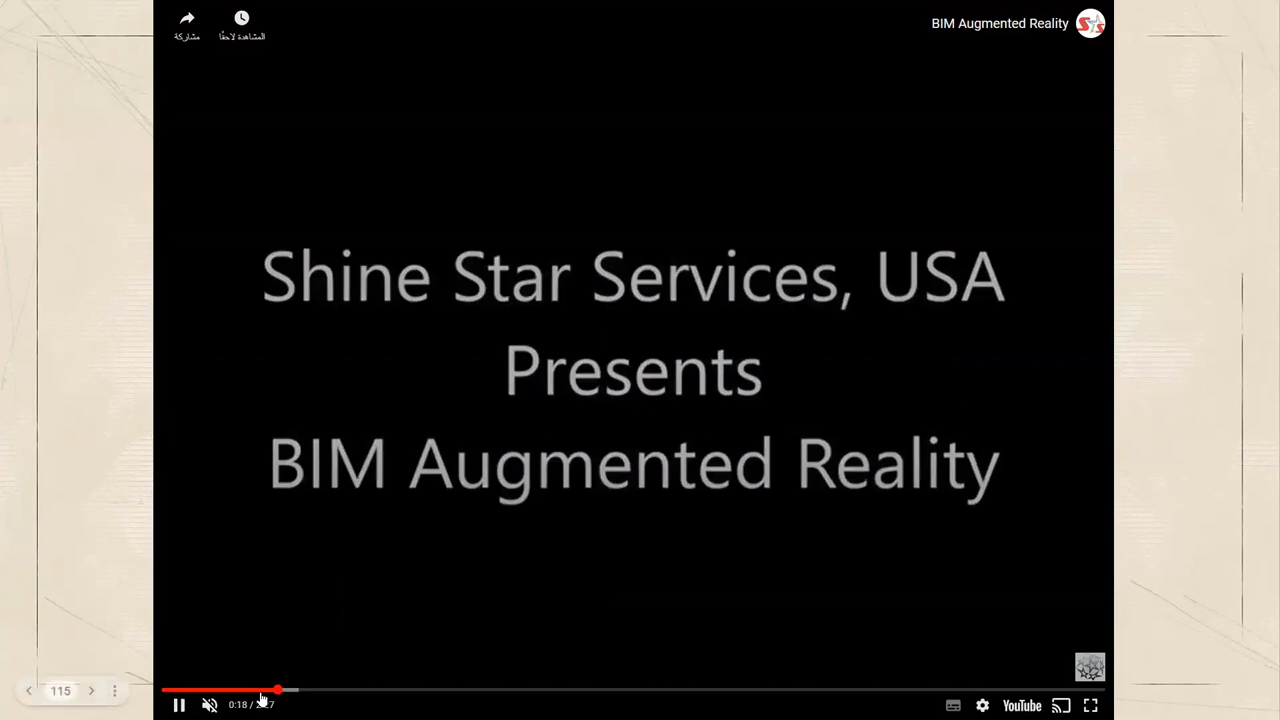 مشاركة
المشاهدة لاحقًا
BIM Augmented Reality
Shine Star Services, USA
Presents
BIM Augmented Reality
115
0:18 /
YouTube